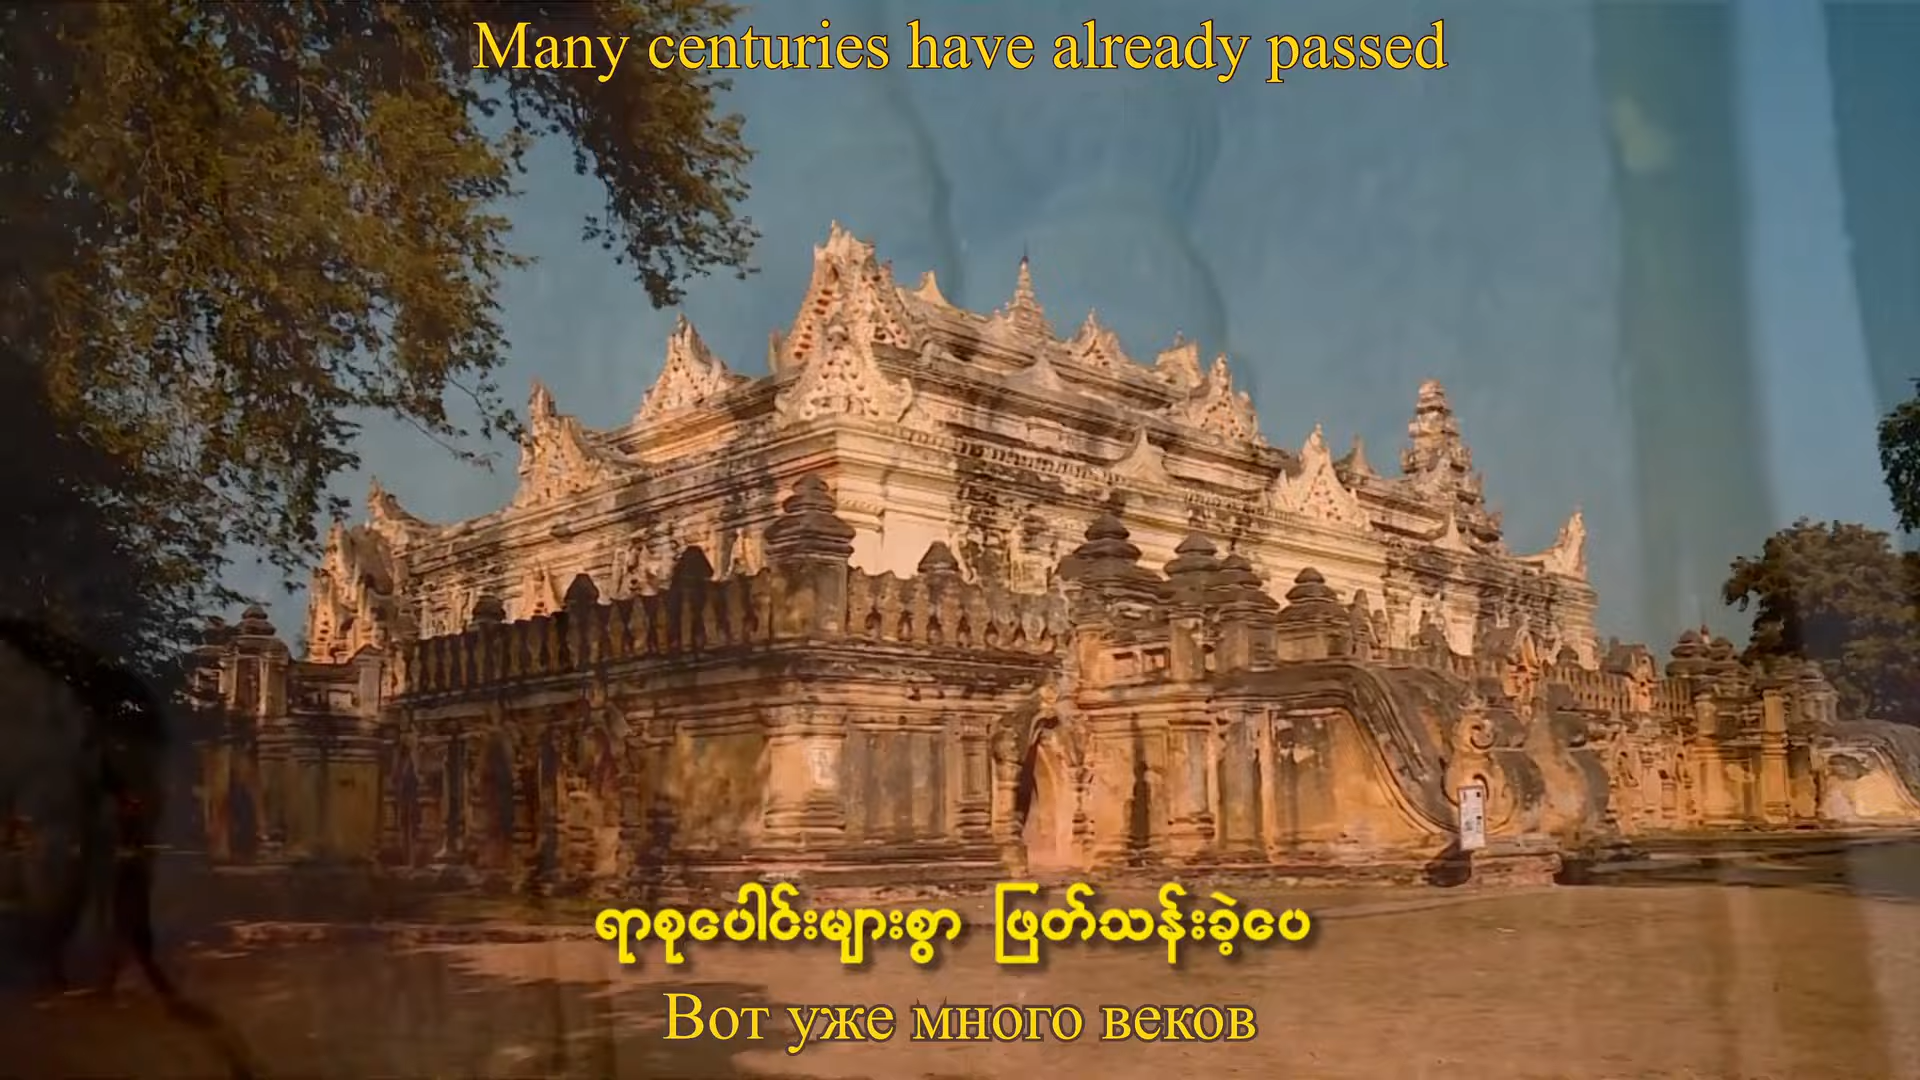 Many centuries have already passed
ရာစုပေါင်းများစွာ ဖြတ်သန်းခဲ့ပေ
Вот уже много веков